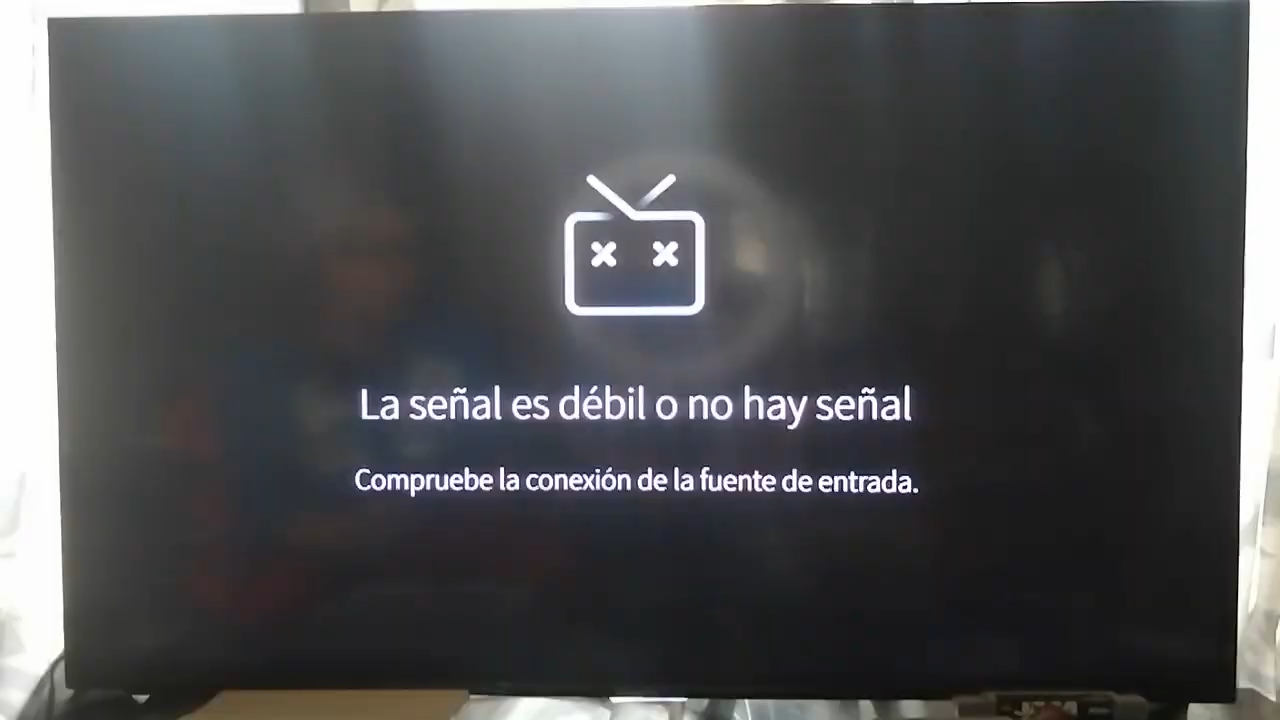 La señal es débil o no hay señal
Compruebe la conexión de la fuente de entrada.